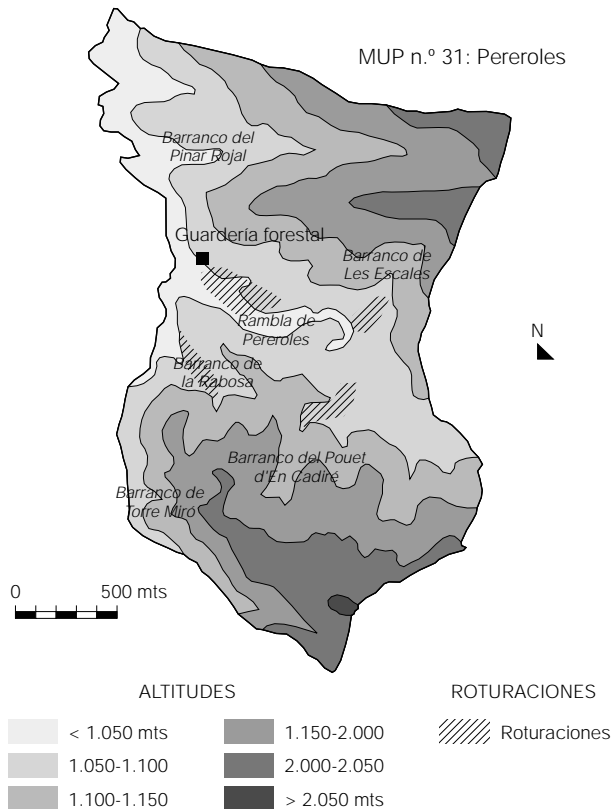 MUP n.º 31: Pereroles
Barranco del
Pinar Rojal
Guardería forestal
Barranco de
Les Escales
Rambla de
Pereroles
N
Barranco de
la Rabosa
Barranco del Pouet
d'En Cadiré
Barranco de
Torre Miró
0 500 mts
ALTITUDES
ROTURACIONES
< 1.050 mts
1.150-2.000
Roturaciones
1.050-1.100
2.000-2.050
1.100-1.150
> 2.050 mts